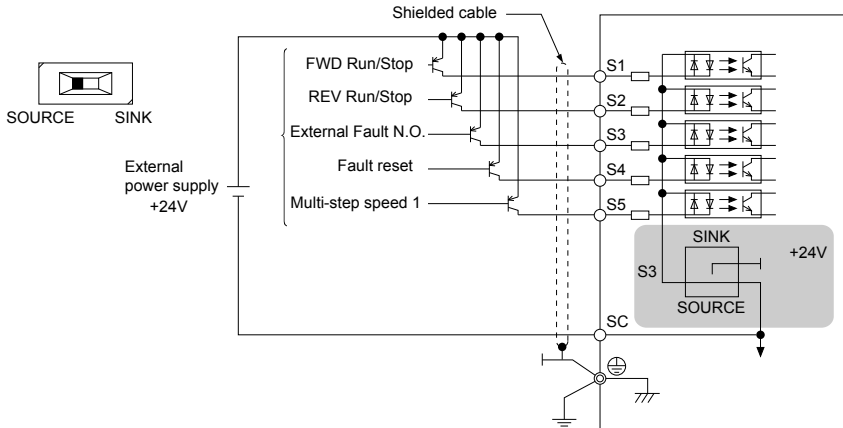 Shielded cable
FWD Run/Stop
S1
REV Run/Stop
S2
SOURCE SINK
External Fault N.O.
S3
Fault reset
S4
External
power supply
+24V
Multi-step speed 1
S5
SINK
+24V
S3
SOURCE
SC